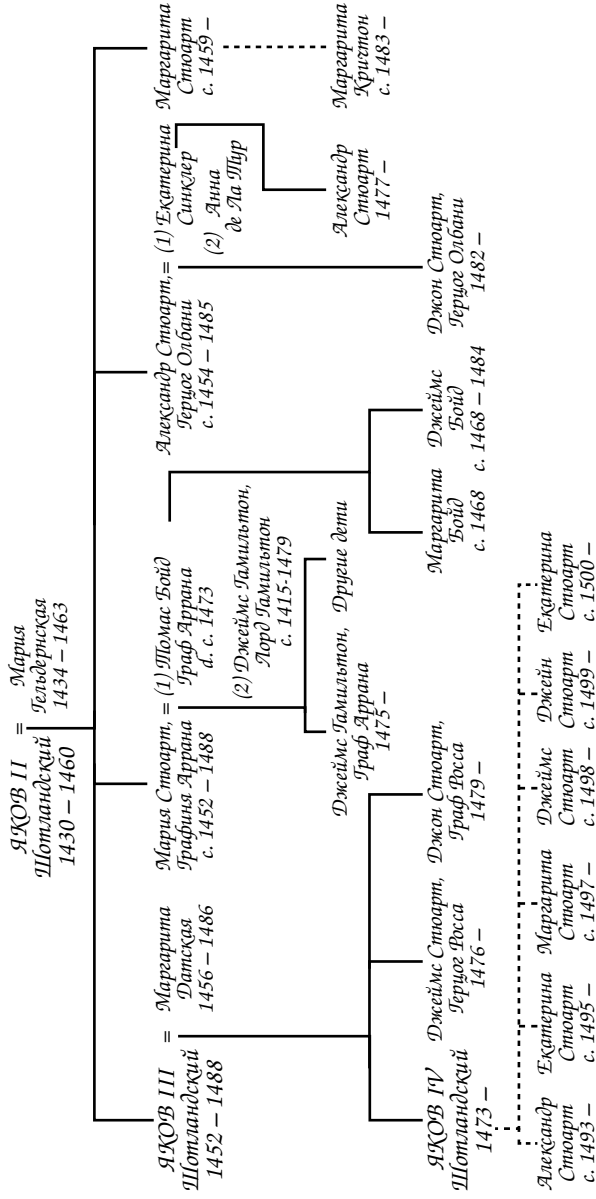 ЯКОВ II
Шотландский
1430 – 1460
=
Мария
Гельдернская
1434 – 1463
ЯКОВ III
Шотландский
1452 – 1488
=
Маргарита
Датская
1456 – 1486
Мария Стюарт,
Графиня Аррана
с. 1452 – 1488
=
(1) Томас Бойд
Граф Аррана
d. c. 1473
(2) Джеймс Гамильтон,
Лорд Гамильтон
с. 1415-1479
Александр Стюарт,
Герцог Олбани
с. 1454 – 1485
=
(1) Екатерина
Синклер
(2) Анна
де Ла Тур
Маргарита
Стюарт
с. 1459 –
Джеймс Гамильтон,
Граф Аррана
1475 –
Другие дети
Александр
Стюарт
1477 –
Маргарита
Кричтон
с. 1483 –
ЯКОВ IV
Шотландский
1473 –
Джеймс Стюарт,
Герцог Росса
1476 –
Джон Стюарт,
Граф Росса
1479 –
Маргарита
Бойд
с. 1468
Джеймс
Бойд
с. 1468 – 1484
Джон Стюарт,
Герцог Олбани
1482 –
Александр
Стюарт
с. 1493 –
Екатерина
Стюарт
с. 1495 –
Маргарита
Стюарт
с. 1497 –
Джеймс
Стюарт
с. 1498 –
Джейн
Стюарт
с. 1499 –
Екатерина
Стюарт
с. 1500 –